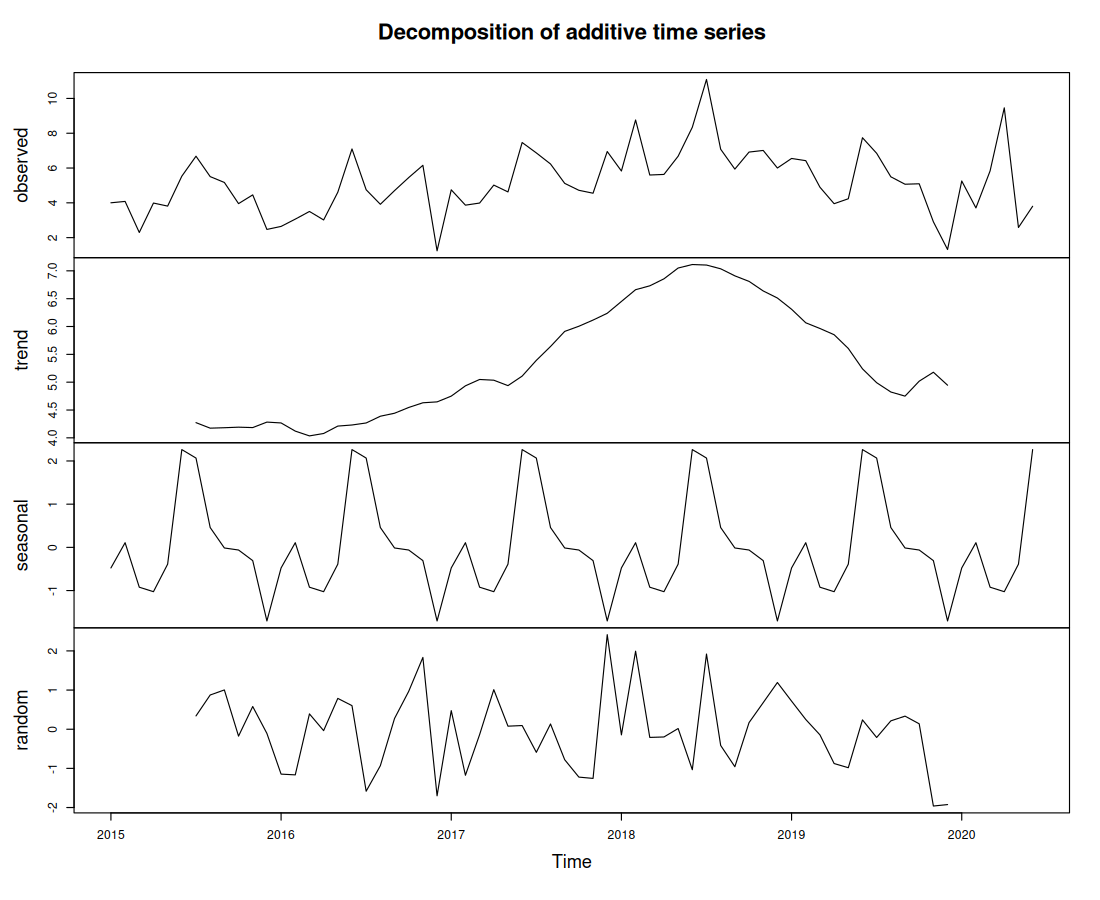 Decomposition of additive time series
observed
2 4 6 8 10
trend
4.0 4.5 5.0 5.5 6.0 6.5 7.0
seasonal
-1 0 1 2
random
-2 -1 0 1 2
2015 2016 2017 2018 2019 2020
Time